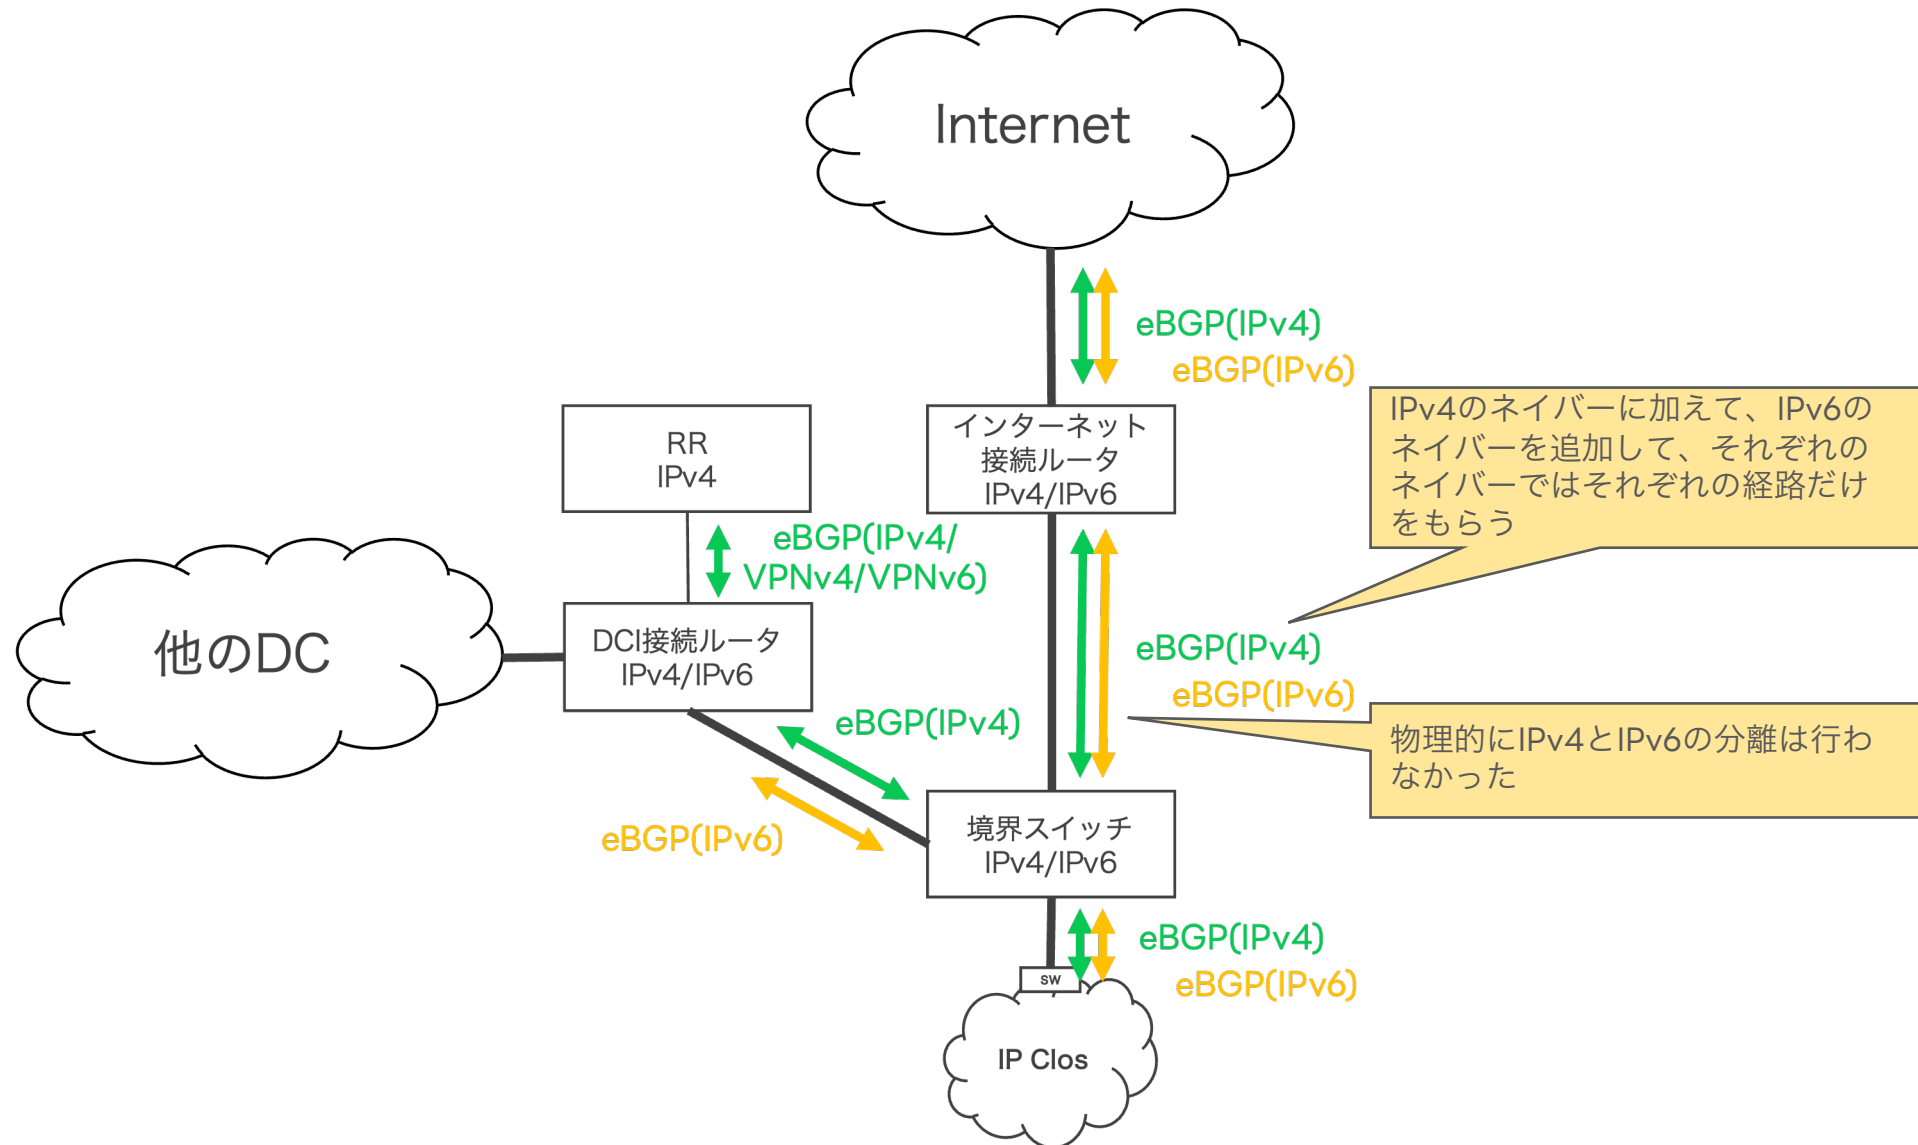 Internet
eBGP(IPv4)
eBGP(IPv6)
RR
IPv4
インターネット
接続ルータ
IPv4/IPv6
IPv4のネイバーに加えて、IPv6の
ネイバーを追加して、それぞれの
ネイバーではそれぞれの経路だけ
をもらう
eBGP(IPv4/
VPNv4/VPNv6)
他のDC
DCI接続ルータ
IPv4/IPv6
eBGP(IPv4)
eBGP(IPv6)
物理的にIPv4とIPv6の分離は行わ
なかった
eBGP(IPv4)
eBGP(IPv6)
境界スイッチ
IPv4/IPv6
eBGP(IPv4)
eBGP(IPv6)
SW
IP Clos